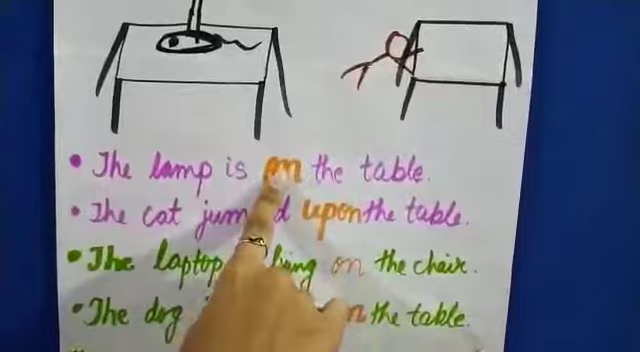 • The lamp is on the table.
• The cat jum d upon the table.
• The laptop lying on the chair.
• The dog the table.